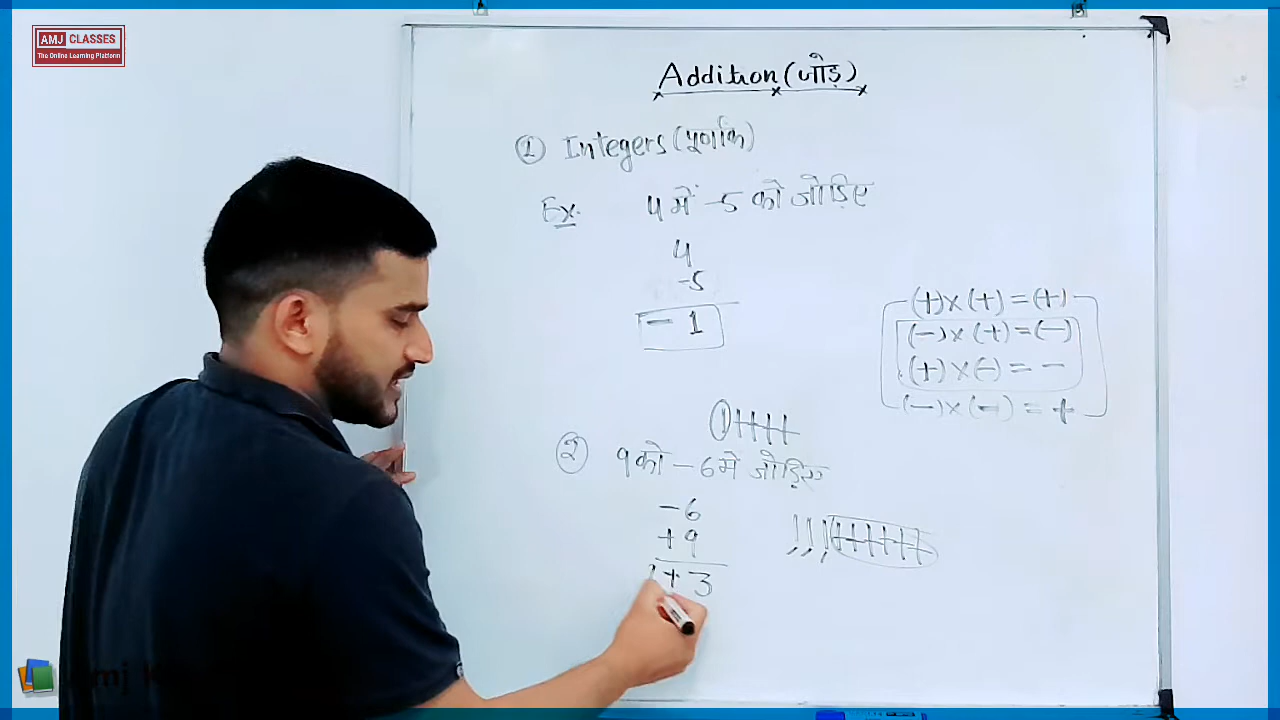 AMJ CLASSES
The Online Learning Platform
Addition (जोड़)
① Integers (पूर्णांक)
Ex. 4 में -5 को जोड़िए
4
-5
- 1
(+) × (+) = (+)
(-) × (+) = (-)
(+) × (-) = -
(-) × (-) = +
② 9 को - 6 मे जोड़िए
-6
+9
+3